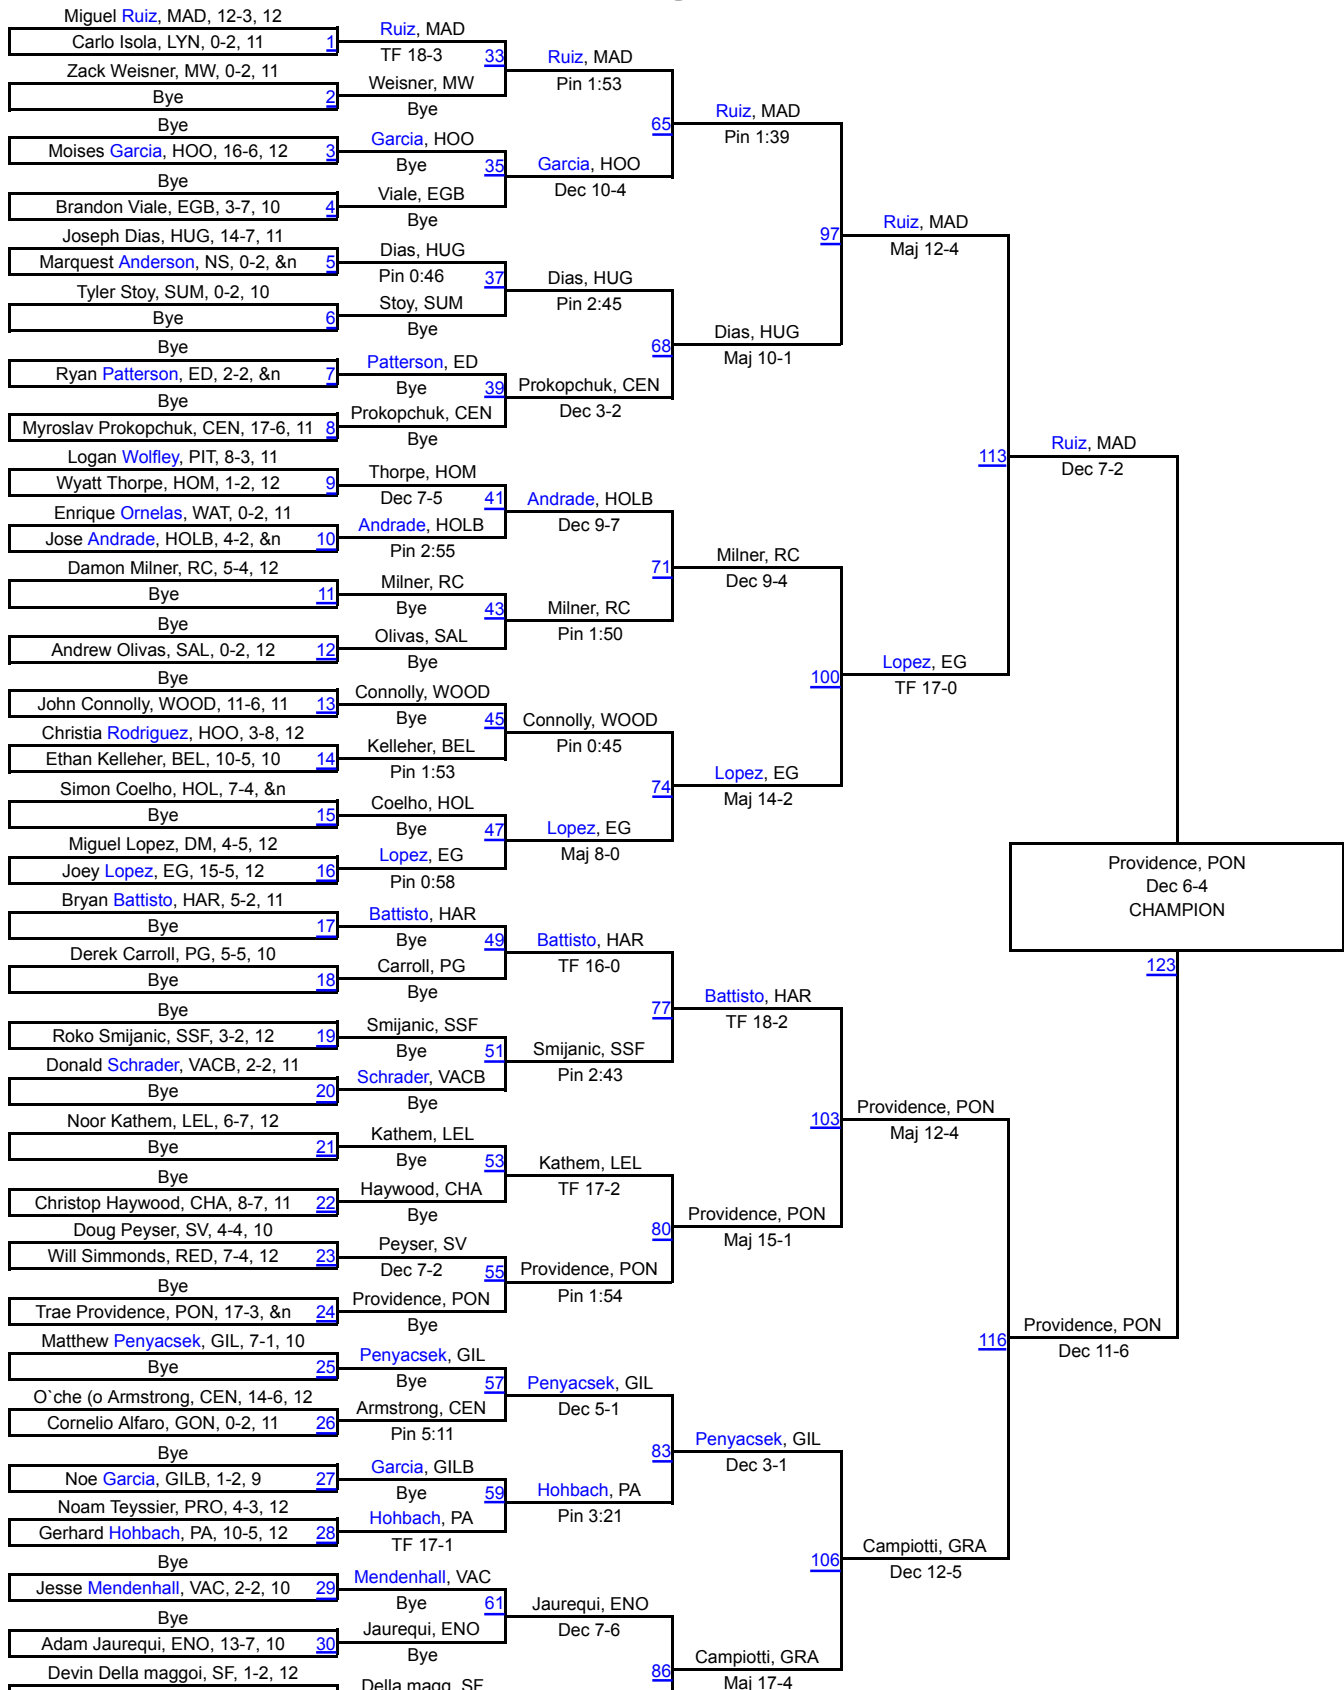 Miguel Ruiz, MAD, 12-3, 12
Carlo Isola, LYN, 0-2, 11
1
Zack Weisner, MW, 0-2, 11
Bye
2
Bye
Moises Garcia, HOO, 16-6, 12
3
Bye
Brandon Viale, EGB, 3-7, 10
4
Joseph Dias, HUG, 14-7, 11
Marquest Anderson, NS, 0-2, &n
5
Tyler Stoy, SUM, 0-2, 10
Bye
6
Bye
Ryan Patterson, ED, 2-2, &n
7
Bye
Myroslav Prokopchuk, CEN, 17-6, 11
8
Logan Wolfley, PIT, 8-3, 11
Wyatt Thorpe, HOM, 1-2, 12
9
Enrique Ornelas, WAT, 0-2, 11
Jose Andrade, HOLB, 4-2, &n
10
Damon Milner, RC, 5-4, 12
Bye
11
Bye
Andrew Olivas, SAL, 0-2, 12
12
Bye
John Connolly, WOOD, 11-6, 11
13
Christia Rodriguez, HOO, 3-8, 12
Ethan Kelleher, BEL, 10-5, 10
14
Simon Coelho, HOL, 7-4, &n
Bye
15
Miguel Lopez, DM, 4-5, 12
Joey Lopez, EG, 15-5, 12
16
Bryan Battisto, HAR, 5-2, 11
Bye
17
Derek Carroll, PG, 5-5, 10
Bye
18
Bye
Roko Smijanic, SSF, 3-2, 12
19
Donald Schrader, VACB, 2-2, 11
Bye
20
Noor Kathem, LEL, 6-7, 12
Bye
21
Bye
Christop Haywood, CHA, 8-7, 11
22
Doug Peyser, SV, 4-4, 10
Will Simmonds, RED, 7-4, 12
23
Bye
Trae Providence, PON, 17-3, &n
24
Matthew Penyacsek, GIL, 7-1, 10
Bye
25
O`che (o Armstrong, CEN, 14-6, 12
Cornelio Alfaro, GON, 0-2, 11
26
Bye
Noe Garcia, GILB, 1-2, 9
27
Noam Teyssier, PRO, 4-3, 12
Gerhard Hohbach, PA, 10-5, 12
28
Bye
Jesse Mendenhall, VAC, 2-2, 10
29
Bye
Adam Jaurequi, ENO, 13-7, 10
30
Devin Della maggoi, SF, 1-2, 12
Ruiz, MAD
TF 18-3
33
Weisner, MW
Bye
Garcia, HOO
Bye
35
Viale, EGB
Bye
Dias, HUG
Pin 0:46
37
Stoy, SUM
Bye
Patterson, ED
Bye
39
Prokopchuk, CEN
Bye
Thorpe, HOM
Dec 7-5
41
Andrade, HOLB
Pin 2:55
Milner, RC
Bye
43
Olivas, SAL
Bye
Connolly, WOOD
Bye
45
Kelleher, BEL
Pin 1:53
Coelho, HOL
Bye
47
Lopez, EG
Pin 0:58
Battisto, HAR
Bye
49
Carroll, PG
Bye
Smijanic, SSF
Bye
51
Schrader, VACB
Bye
Kathem, LEL
Bye
53
Haywood, CHA
Bye
Peyser, SV
Dec 7-2
55
Providence, PON
Bye
Penyacsek, GIL
Bye
57
Armstrong, CEN
Pin 5:11
Garcia, GILB
Bye
59
Hohbach, PA
TF 17-1
Mendenhall, VAC
Bye
61
Jaurequi, ENO
Bye
Della magg, SF
Ruiz, MAD
Pin 1:53
65
Garcia, HOO
Dec 10-4
Dias, HUG
Pin 2:45
68
Prokopchuk, CEN
Dec 3-2
Andrade, HOLB
Dec 9-7
71
Milner, RC
Pin 1:50
Connolly, WOOD
Pin 0:45
74
Lopez, EG
Maj 8-0
Battisto, HAR
TF 16-0
77
Smijanic, SSF
Pin 2:43
Kathem, LEL
TF 17-2
80
Providence, PON
Pin 1:54
Penyacsek, GIL
Dec 5-1
83
Hohbach, PA
Pin 3:21
Jaurequi, ENO
Dec 7-6
86
Ruiz, MAD
Pin 1:39
97
Dias, HUG
Maj 10-1
Milner, RC
Dec 9-4
100
Lopez, EG
Maj 14-2
Battisto, HAR
TF 18-2
103
Providence, PON
Maj 15-1
Penyacsek, GIL
Dec 3-1
106
Campiotti, GRA
Maj 17-4
Ruiz, MAD
Maj 12-4
113
Lopez, EG
TF 17-0
Providence, PON
Maj 12-4
116
Campiotti, GRA
Dec 12-5
Ruiz, MAD
Dec 7-2
Providence, PON
Dec 6-4
CHAMPION
123
Providence, PON
Dec 11-6